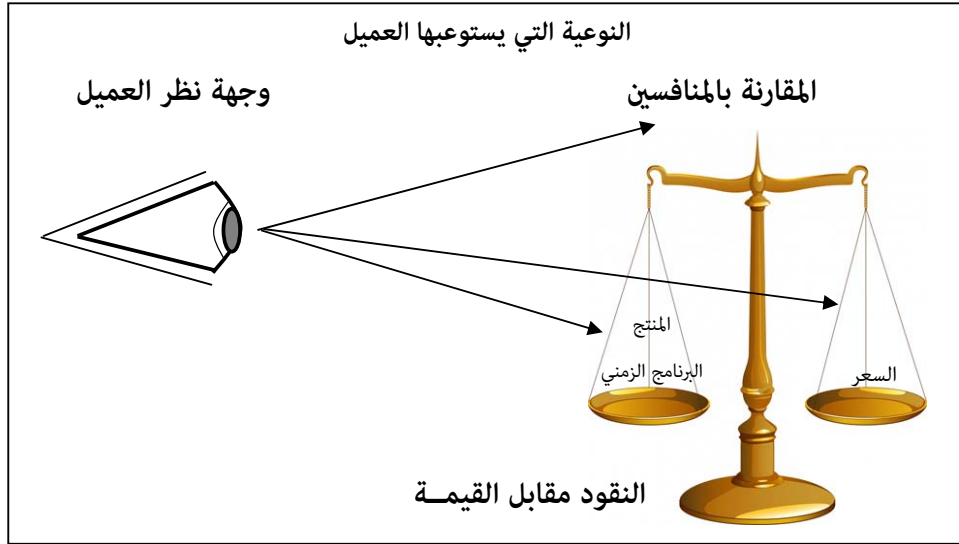 النوعية التي يستوعبها العميل
المقارنة بالمنافسين
وجهة نظر العميل
المنتج
البرنامج الزمني
السعر
النقود مقابل القيمــة